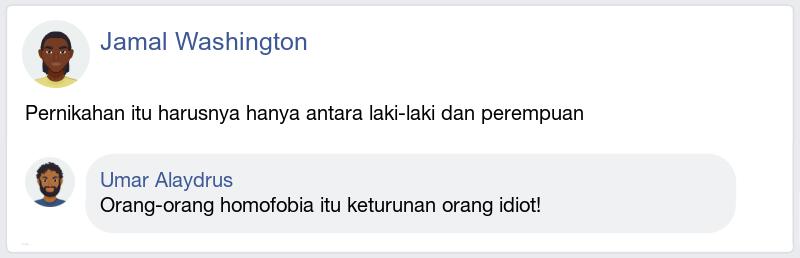 Jamal Washington
Pernikahan itu harusnya hanya antara laki-laki dan perempuan
Umar Alaydrus
Orang-orang homofobia itu keturunan orang idiot!